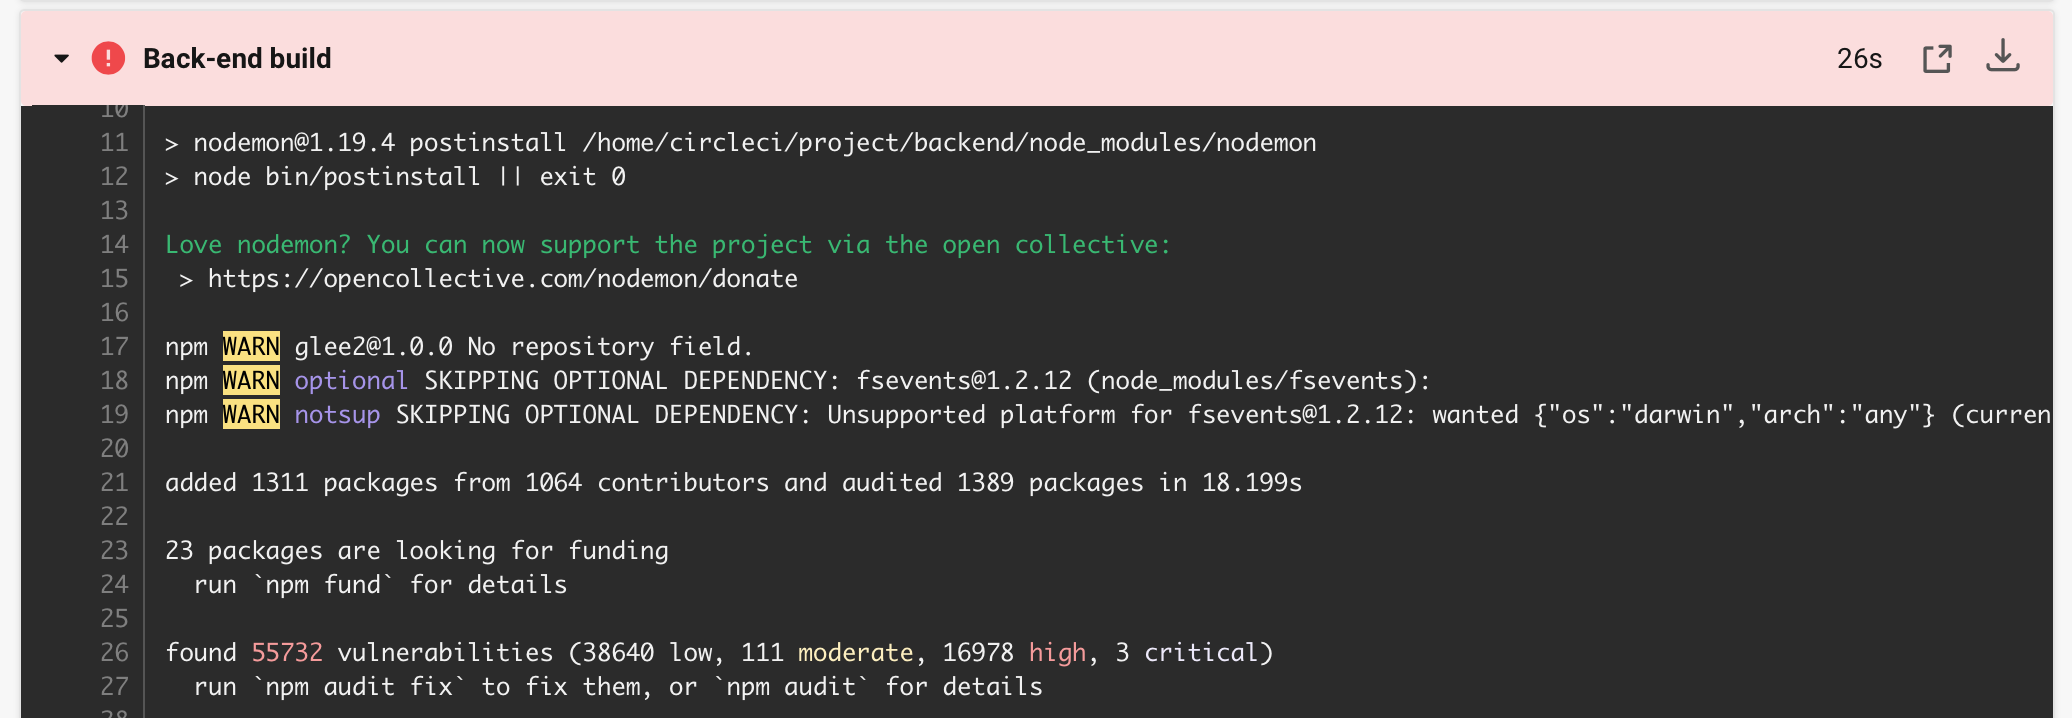 Back-end build
26s
10
11 > nodemon@1.19.4 postinstall /home/circleci/project/backend/node_modules/nodemon
12 > node bin/postinstall || exit 0
13
14 Love nodemon? You can now support the project via the open collective:
15  > https://opencollective.com/nodemon/donate
16
17 npm WARN glee2@1.0.0 No repository field.
18 npm WARN optional SKIPPING OPTIONAL DEPENDENCY: fsevents@1.2.12 (node_modules/fsevents):
19 npm WARN notsup SKIPPING OPTIONAL DEPENDENCY: Unsupported platform for fsevents@1.2.12: wanted {"os":"darwin","arch":"any"} (curren
20
21 added 1311 packages from 1064 contributors and audited 1389 packages in 18.199s
22
23 23 packages are looking for funding
24   run `npm fund` for details
25
26 found 55732 vulnerabilities (38640 low, 111 moderate, 16978 high, 3 critical)
27   run `npm audit fix` to fix them, or `npm audit` for details
28